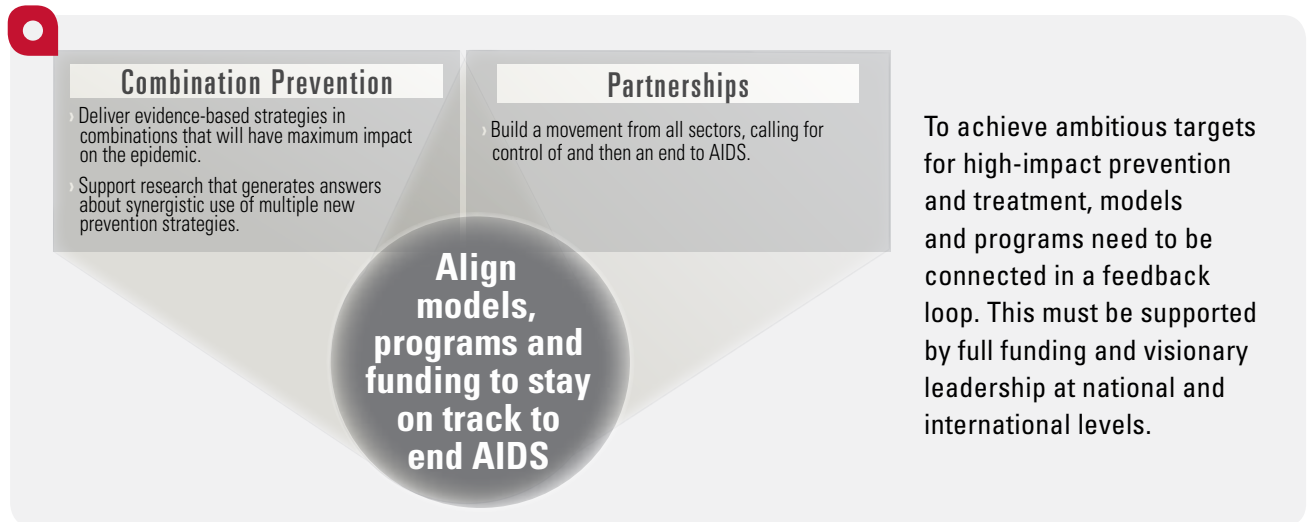 Combination Prevention
› Deliver evidence-based strategies in
combinations that will have maximum impact
on the epidemic.
› Support research that generates answers
about synergistic use of multiple new
prevention strategies.
Partnerships
› Build a movement from all sectors, calling for
control of and then an end to AIDS.
Align
models,
programs and
funding to stay
on track to
end AIDS
To achieve ambitious targets
for high-impact prevention
and treatment, models
and programs need to be
connected in a feedback
loop. This must be supported
by full funding and visionary
leadership at national and
international levels.